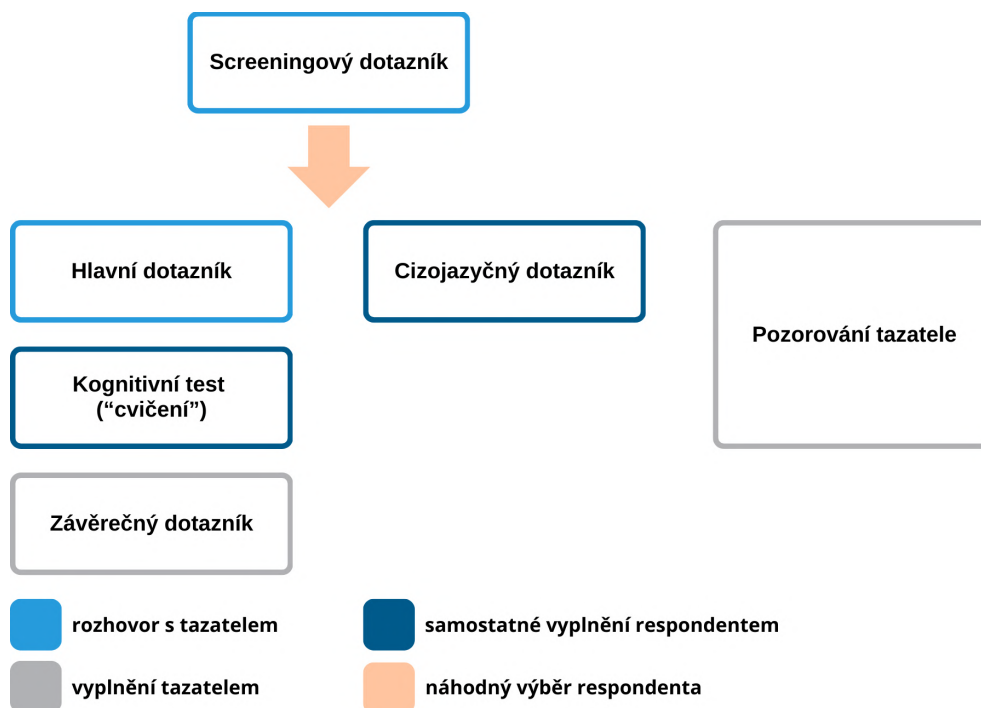 Screeningový dotazník
Hlavní dotazník
Cizojazyčný dotazník
Pozorování tazatele
Kognitivní test
(“cvičení”)
Závěrečný dotazník
rozhovor s tazatelem
samostatné vyplnění respondentem
vyplnění tazatelem
náhodný výběr respondenta